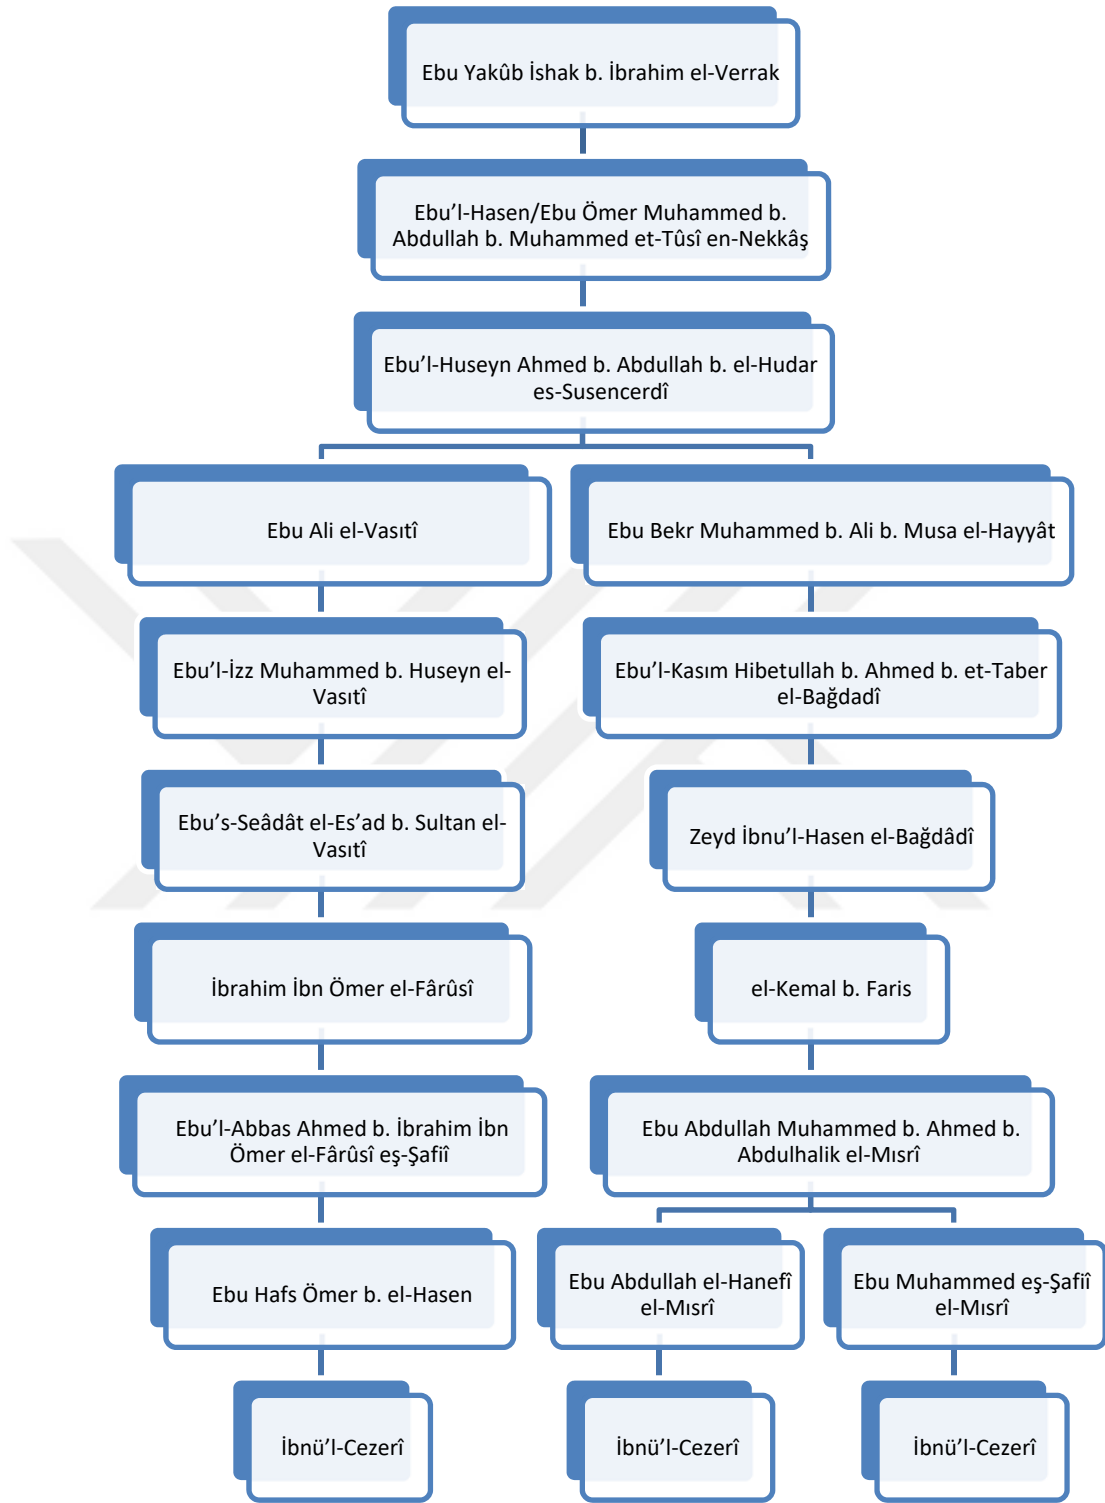 Ebu Yakûb İshak b. İbrahim el-Verrak
Ebu’l-Hasen/Ebu Ömer Muhammed b.
Abdullah b. Muhammed et-Tûsî en-Nekkâş
Ebu’l-Huseyn Ahmed b. Abdullah b. el-Hudar
es-Susencerdî
Ebu Ali el-Vasıtî
Ebu Bekr Muhammed b. Ali b. Musa el-Hayyât
Ebu’l-İzz Muhammed b. Huseyn el-
Vasıtî
Ebu’l-Kasım Hibetullah b. Ahmed b. et-Taber
el-Bağdadî
Ebu’s-Seâdât el-Es’ad b. Sultan el-
Vasıtî
Zeyd İbnu’l-Hasen el-Bağdâdî
İbrahim İbn Ömer el-Fârûsî
el-Kemal b. Faris
Ebu’l-Abbas Ahmed b. İbrahim İbn
Ömer el-Fârûsî eş-Şafiî
Ebu Abdullah Muhammed b. Ahmed b.
Abdulhalik el-Mısrî
Ebu Hafs Ömer b. el-Hasen
Ebu Abdullah el-Hanefî
el-Mısrî
Ebu Muhammed eş-Şafiî
el-Mısrî
İbnü’l-Cezerî
İbnü’l-Cezerî
İbnü’l-Cezerî